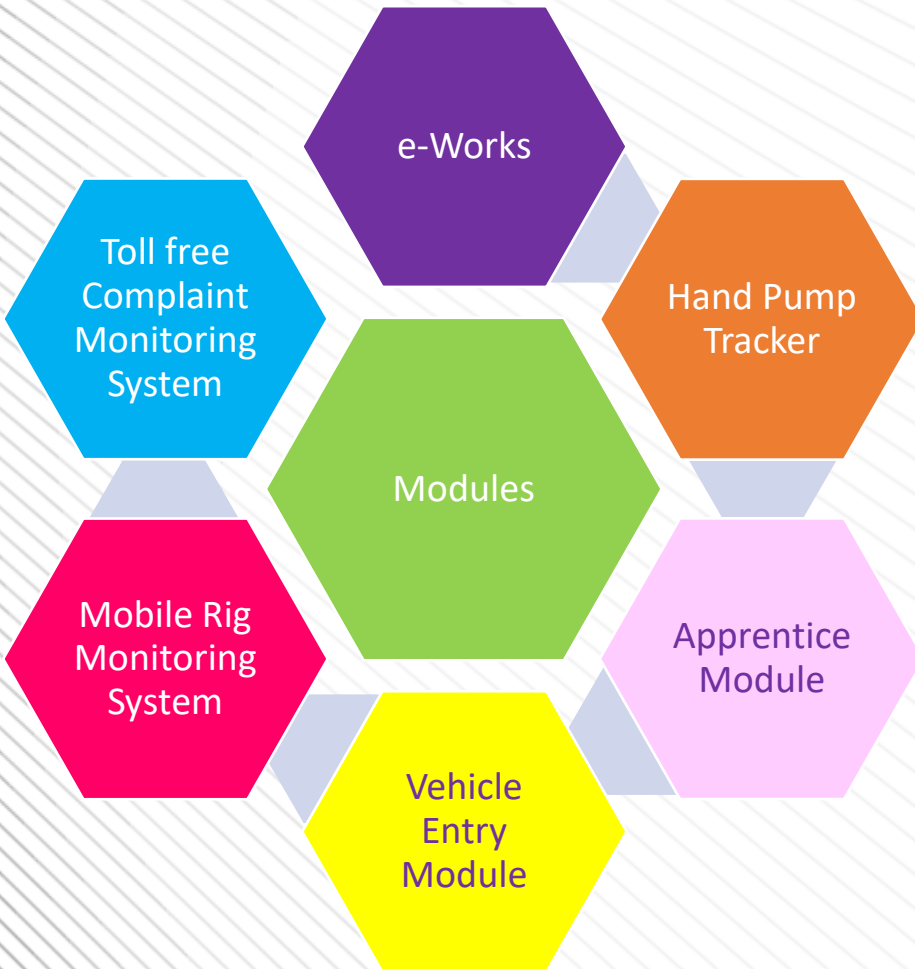 e-Works
Hand Pump
Tracker
Apprentice
Module
Vehicle
Entry
Module
Mobile Rig
Monitoring
System
Toll free
Complaint
Monitoring
System
Modules